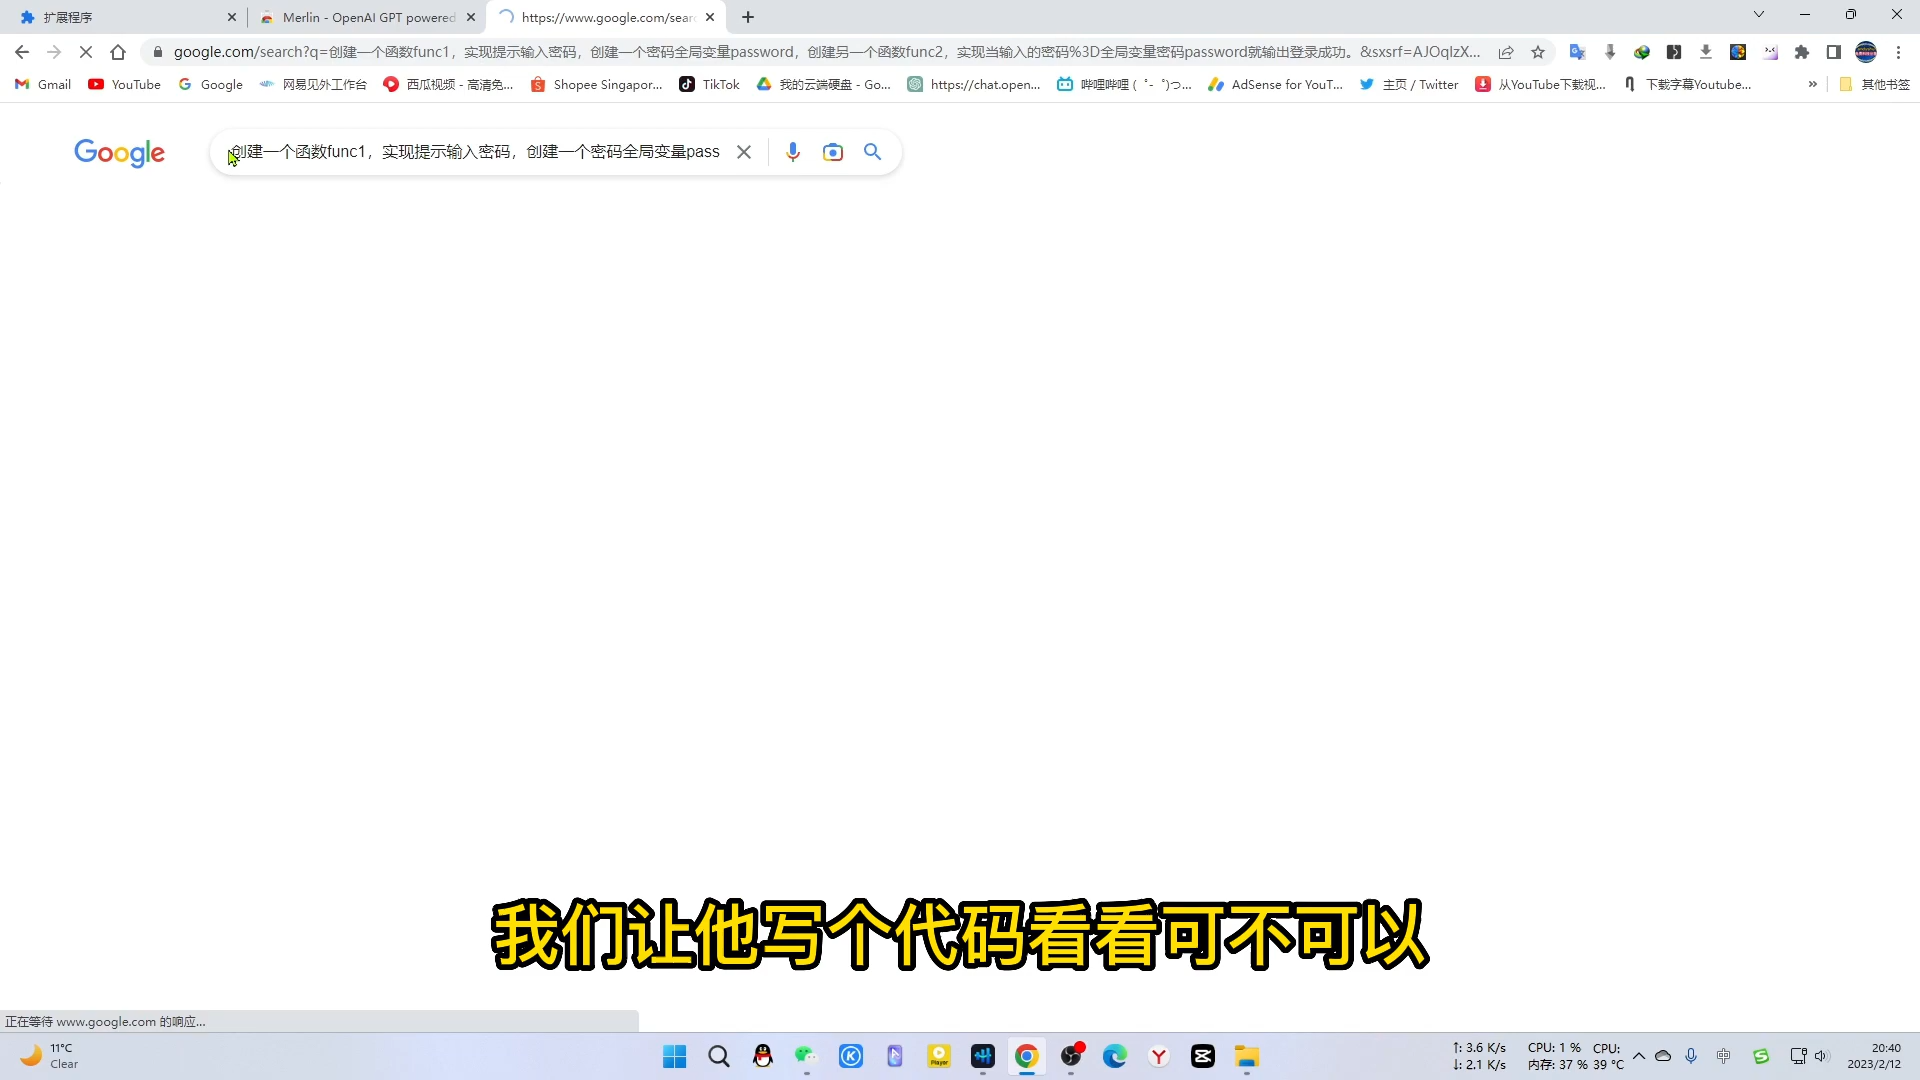 扩展程序
Merlin - OpenAI GPT powered
https://www.google.com/sear
google.com/search?q=创建一个函数func1，实现提示输入密码，创建一个密码全局变量password，创建另一个函数func2，实现当输入的密码%3D全局变量密码password就输出登录成功。&sxsrf=AJOqlzX...
Gmail
YouTube
Google
网易见外工作台
西瓜视频 - 高清免...
Shopee Singapor...
TikTok
我的云端硬盘 - Go...
https://chat.open...
哔哩哔哩 ( ゜- ゜)つ...
AdSense for YouT...
主页 / Twitter
从YouTube下载视...
下载字幕Youtube...
»
其他书签
Google
创建一个函数func1，实现提示输入密码，创建一个密码全局变量pass
我们让他写个代码看看可不可以
正在等待 www.google.com 的响应...
11°C
Clear
Player
↑: 3.6 K/s
↓: 2.1 K/s
CPU: 1 %
内存: 37 %
CPU:
39 °C
中
20:40
2023/2/12